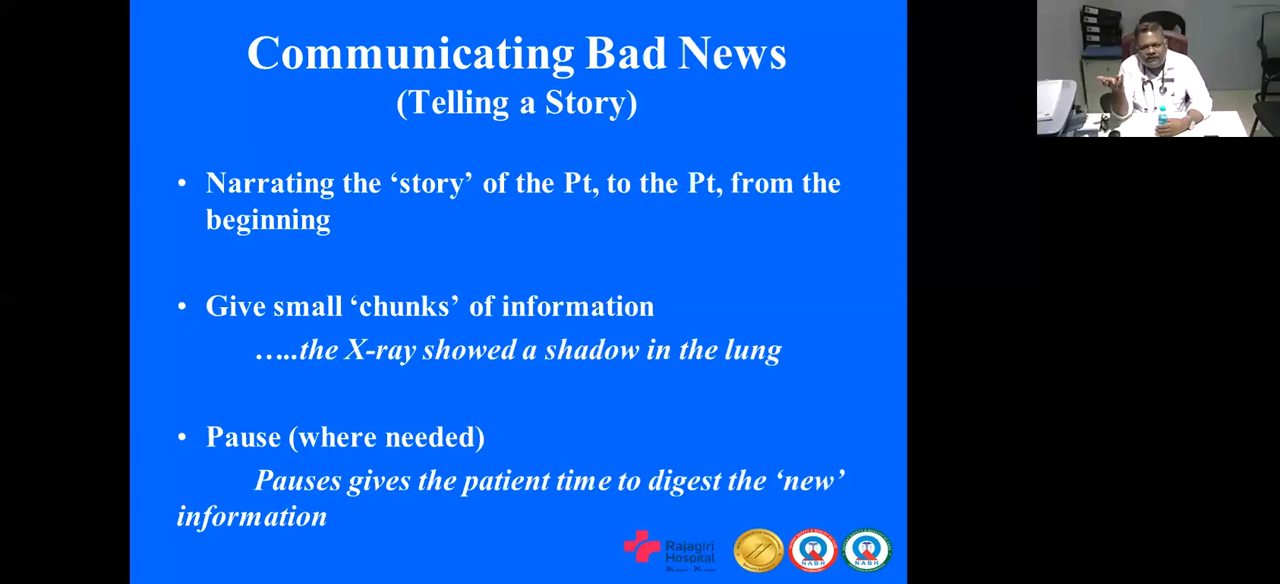 Communicating Bad News
(Telling a Story)
• Narrating the ‘story’ of the Pt, to the Pt, from the
beginning
• Give small ‘chunks’ of information
…..the X-ray showed a shadow in the lung
• Pause (where needed)
Pauses gives the patient time to digest the ‘new’
information
Rajagiri
Hospital
NABH
NABH